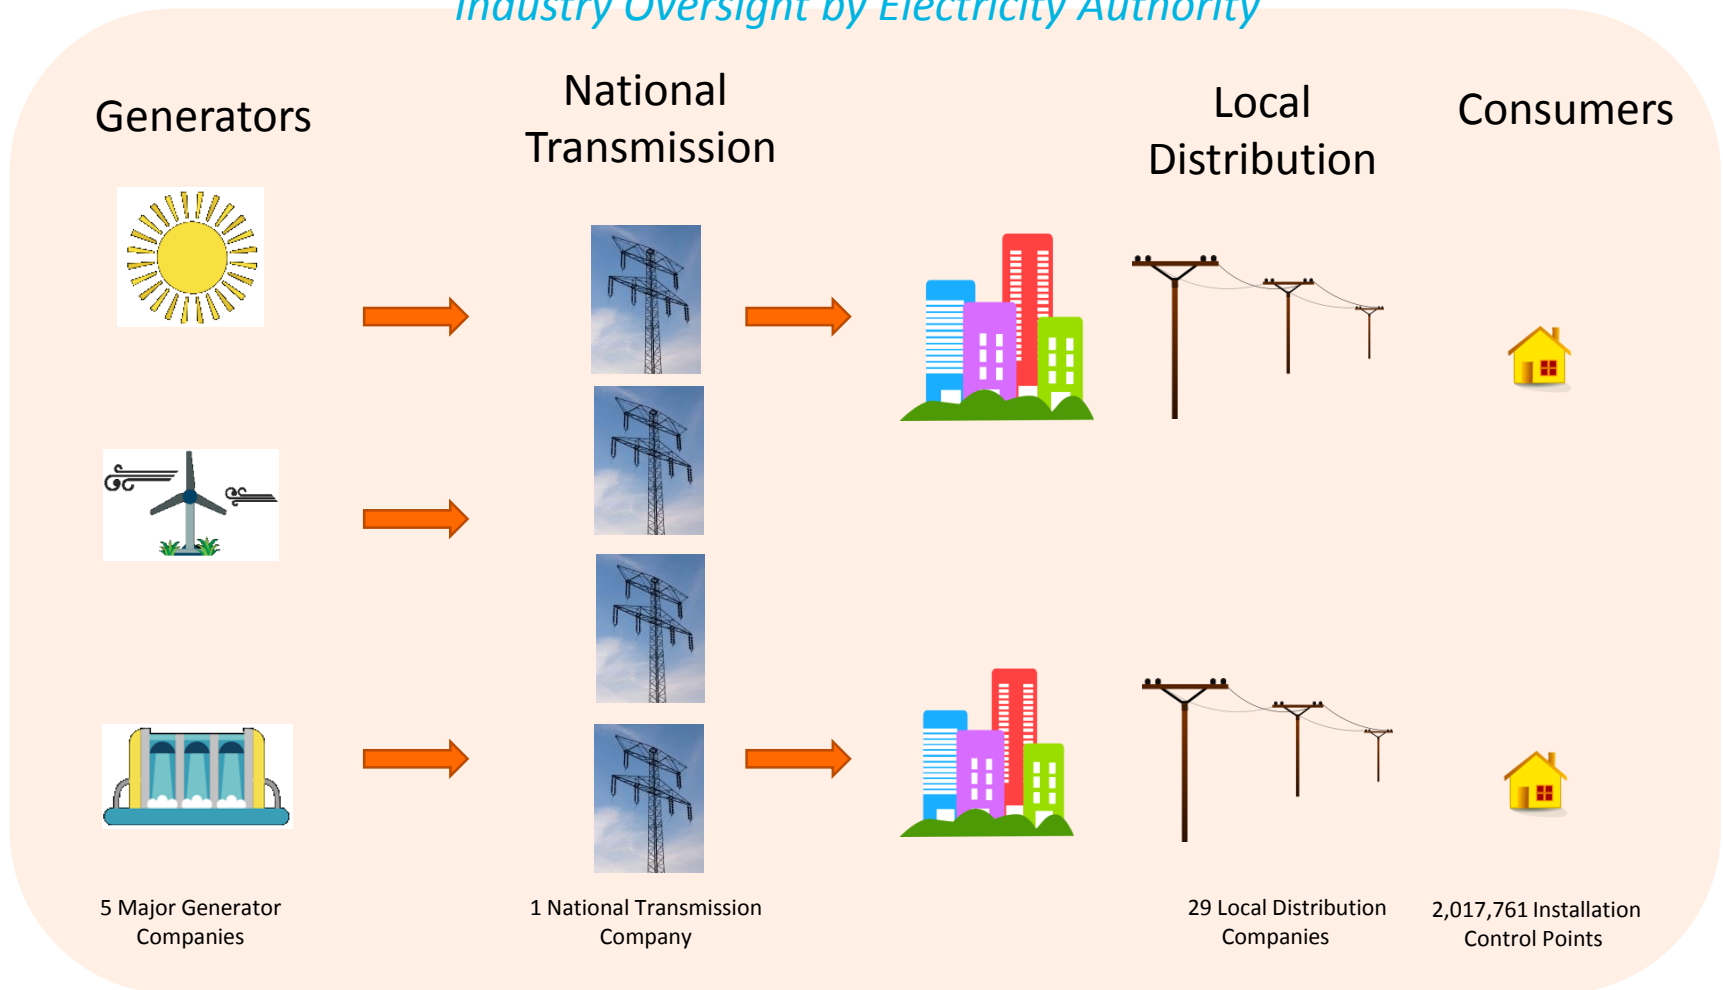 Industry Oversight by Electricity Authority
Generators
National
Transmission
Local
Distribution
Consumers
5 Major Generator
Companies
1 National Transmission
Company
29 Local Distribution
Companies
2,017,761 Installation
Control Points